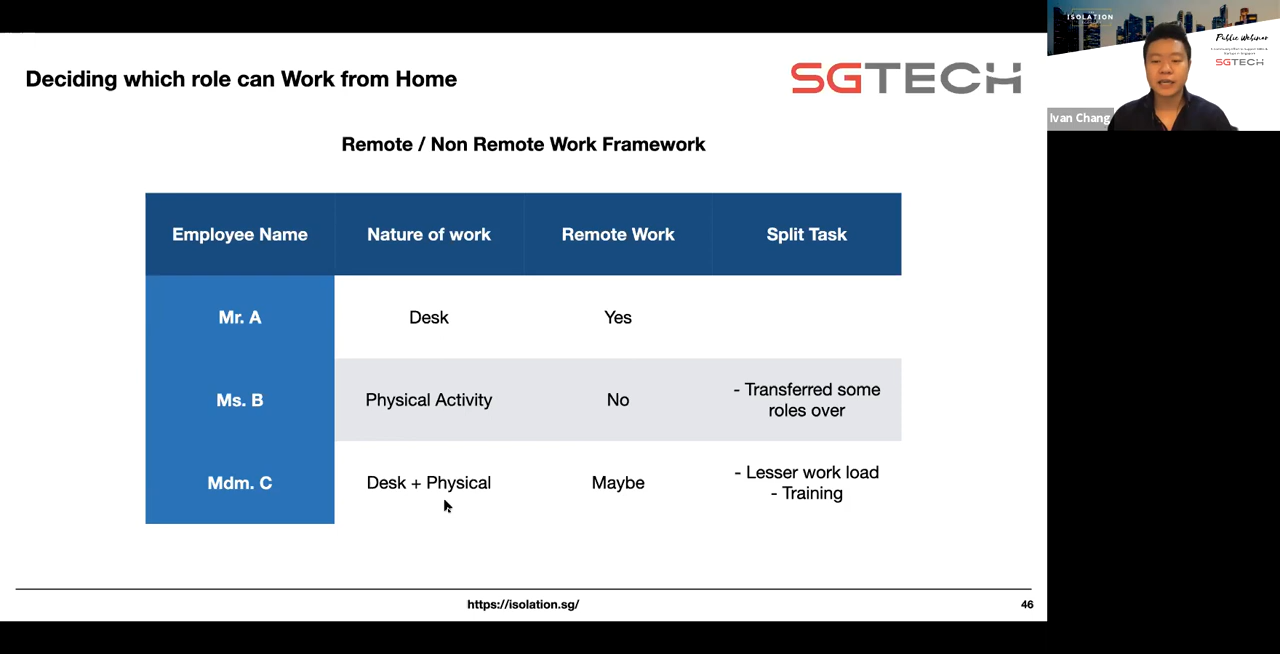 Deciding which role can Work from Home
SGTECH
Remote / Non Remote Work Framework
Employee Name Nature of work Remote Work Split Task
Mr. A Desk Yes
Ms. B Physical Activity No - Transferred some
roles over
Mdm. C Desk + Physical Maybe - Lesser work load
- Training
https://isolation.sg/
46
ISOLATION
Public Webinar
SGTECH
Ivan Chang